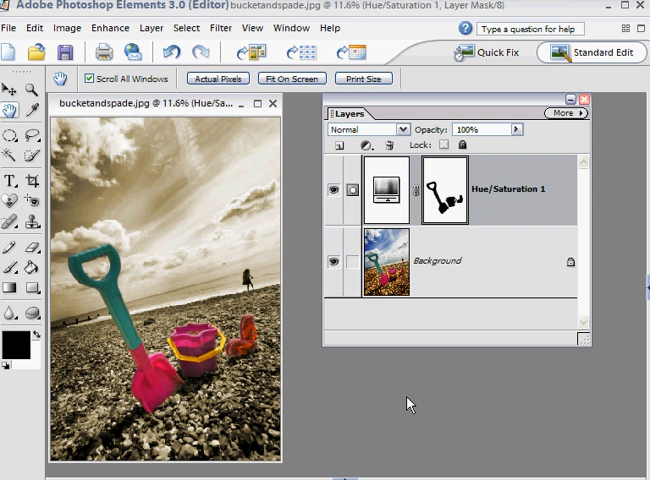 Adobe Photoshop Elements 3.0 (Editor) bucketandspade.jpg @ 11.6% (Hue/Saturation 1, Layer Mask/8)
File Edit Image Enhance Layer Select Filter View Window Help
Type a question for help
Quick Fix Standard Edit
Scroll All Windows Actual Pixels Fit On Screen Print Size
bucketandspade.jpg @ 11.6% (Hue/Sa...
Layers More
Normal Opacity: 100%
Lock:
Hue/Saturation 1
Background
T